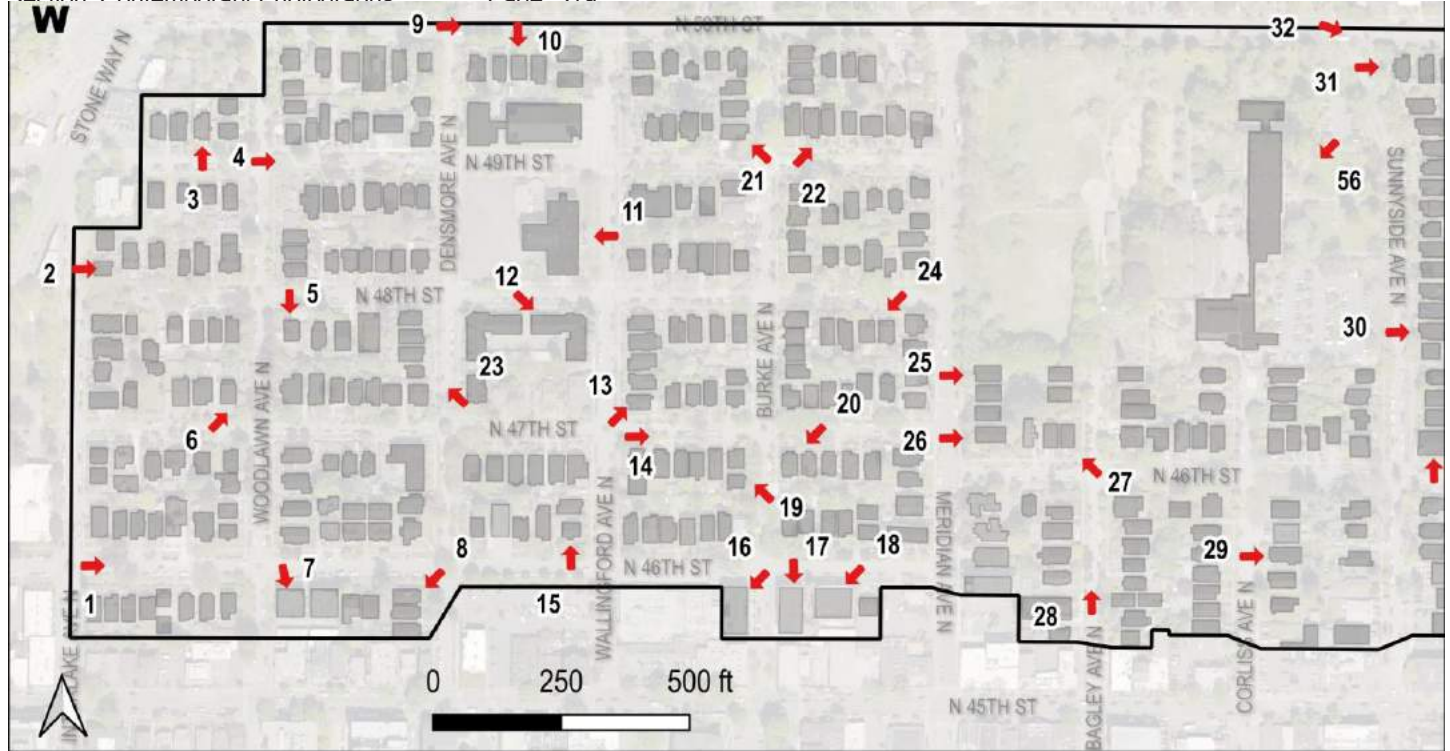 W
N 50TH ST
9
10
32
31
STONE WAY N
DENSMORE AVE N
4
N 49TH ST
3
21
22
56
SUNNYSIDE AVE N
11
2
12
24
5
N 48TH ST
BURKE AVE N
30
23
13
25
WOODLAWN AVE N
6
N 47TH ST
20
14
26
WALLINGFORD AVE N
27
N 46TH ST
19
MERIDIAN AVE N
7
8
16
17
18
29
N 46TH ST
1
15
28
BAGLEY AVE N
CORLISS AVE N
LAKE AVE N
0
250
500 ft
N 45TH ST